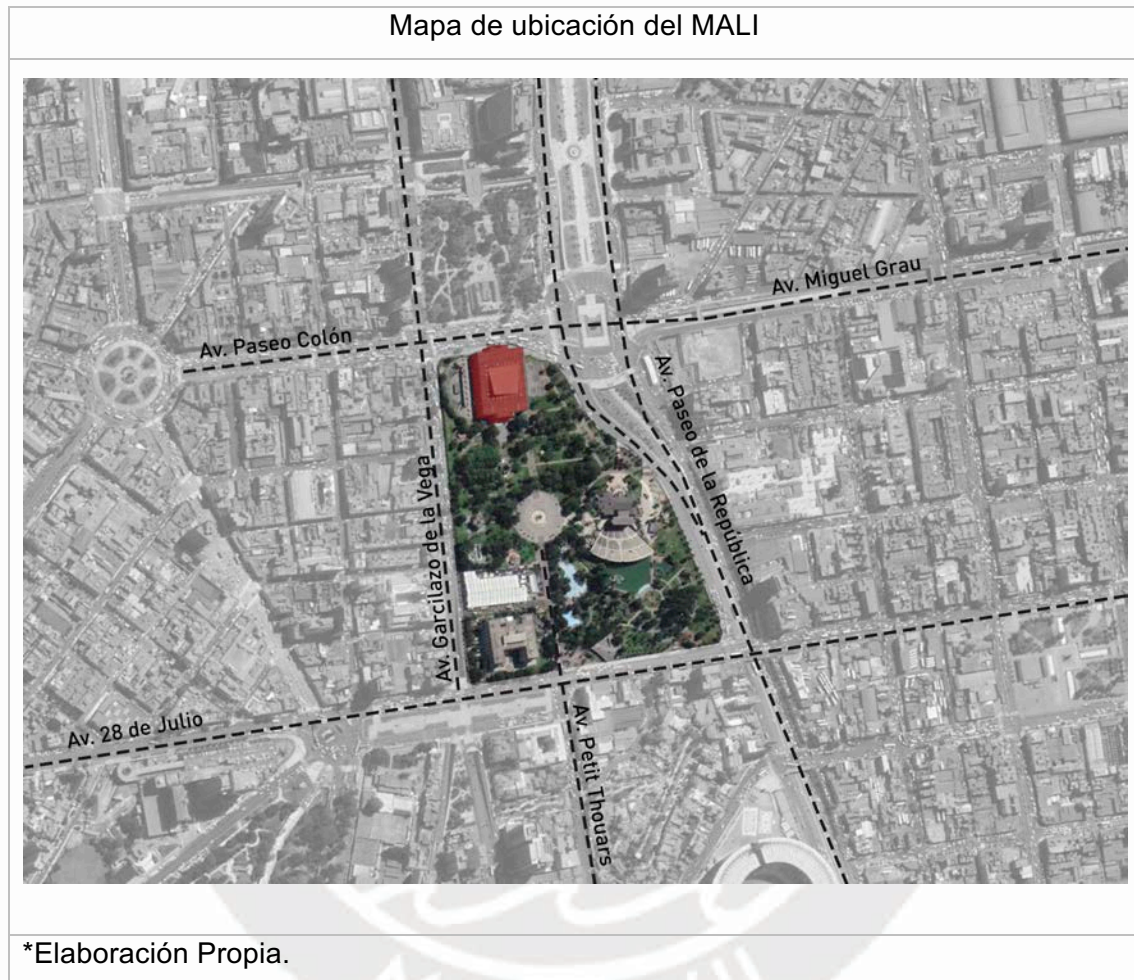 Mapa de ubicación del MALI
Av. Miguel Grau
Av. Paseo Colón
Av. Paseo de la República
Av. Garcilazo de la Vega
Av. 28 de Julio
Av. Petit Thouars
*Elaboración Propia.